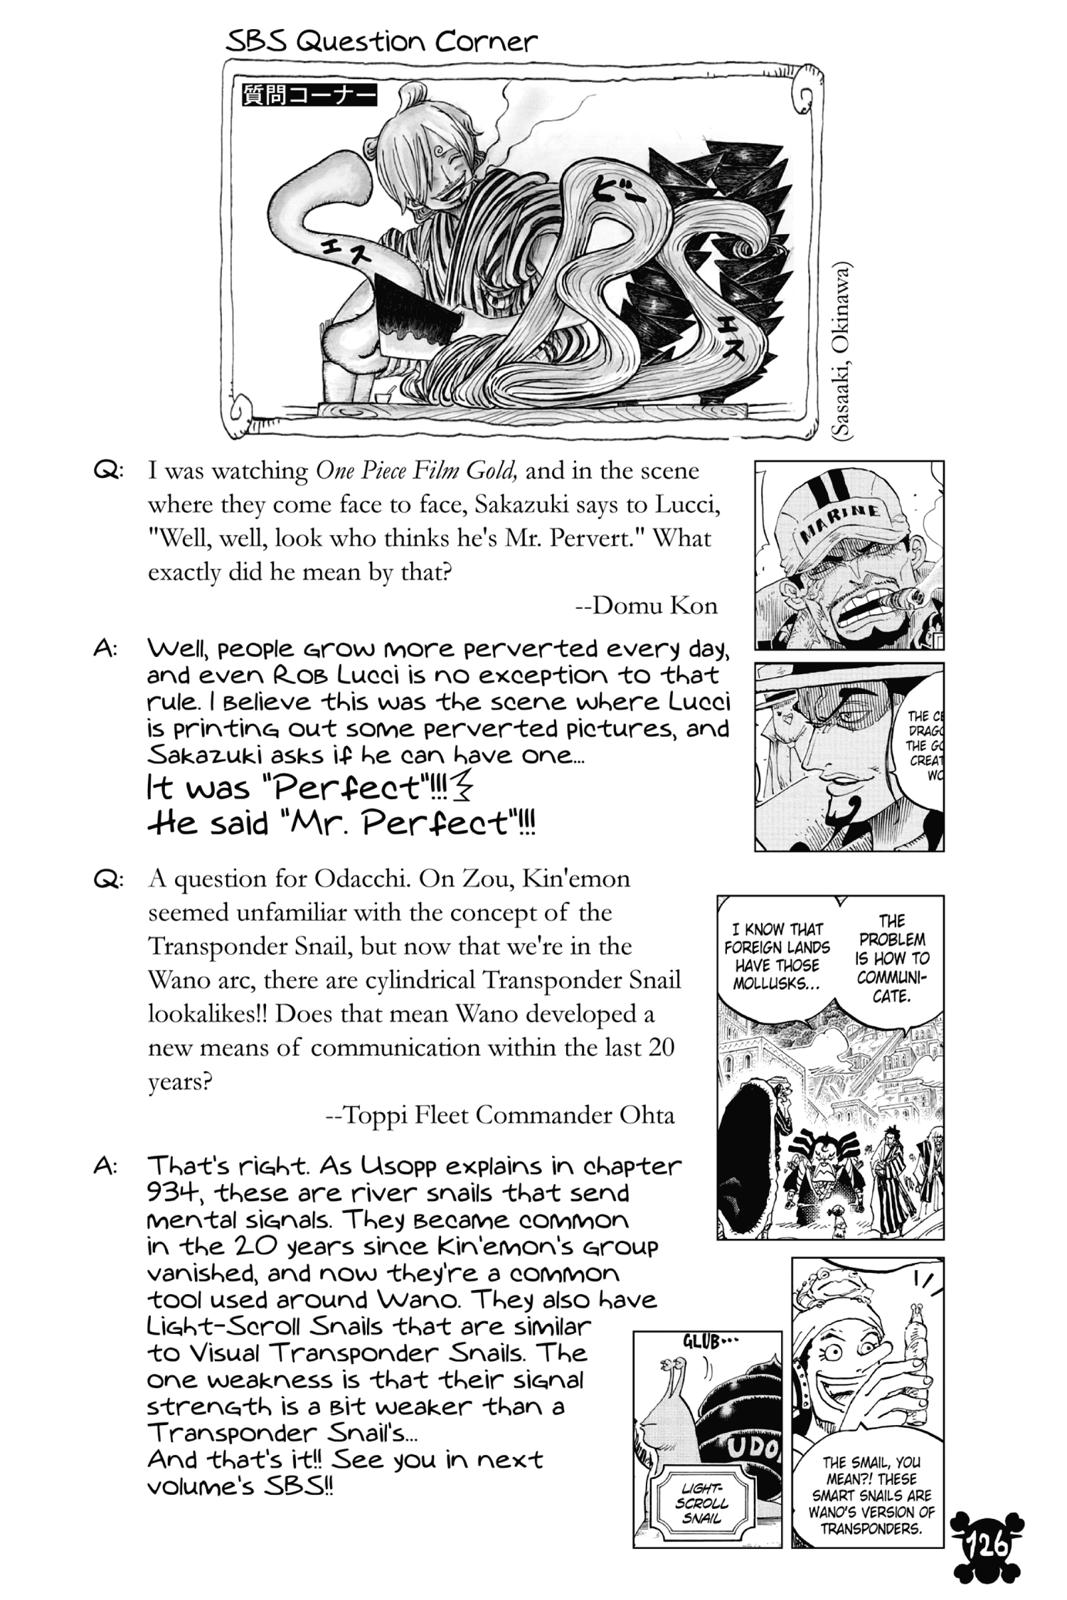 SBS Question Corner
質問コーナー
エス
ビー
エス
(Sasaaki, Okinawa)
Q: I was watching One Piece Film Gold, and in the scene
where they come face to face, Sakazuki says to Lucci,
"Well, well, look who thinks he's Mr. Pervert." What
exactly did he mean by that?
--Domu Kon
A: Well, people grow more perverted every day,
and even Rob Lucci is no exception to that
rule. I believe this was the scene where Lucci
is printing out some perverted pictures, and
Sakazuki asks if he can have one...
It was "Perfect"!!!
He said "Mr. Perfect"!!!
MARINE
THE CE
DRAGO
THE GO
CREAT
WO
Q: A question for Odacchi. On Zou, Kin'emon
seemed unfamiliar with the concept of the
Transponder Snail, but now that we're in the
Wano arc, there are cylindrical Transponder Snail
lookalikes!! Does that mean Wano developed a
new means of communication within the last 20
years?
--Toppi Fleet Commander Ohta
THE
PROBLEM
IS HOW TO
COMMUNI-
CATE.
I KNOW THAT
FOREIGN LANDS
HAVE THOSE
MOLLUSKS...
A: That's right. As Usopp explains in chapter
934, these are river snails that send
mental signals. They became common
in the 20 years since Kin'emon's group
vanished, and now they're a common
tool used around Wano. They also have
Light-Scroll Snails that are similar
to Visual Transponder Snails. The
one weakness is that their signal
strength is a bit weaker than a
Transponder Snail's...
And that's it!! See you in next
volume's SBS!!
GLUB...
UDO
LIGHT-
SCROLL
SNAIL
THE SMAIL, YOU
MEAN?! THESE
SMART SNAILS ARE
WANO'S VERSION OF
TRANSPONDERS.
126